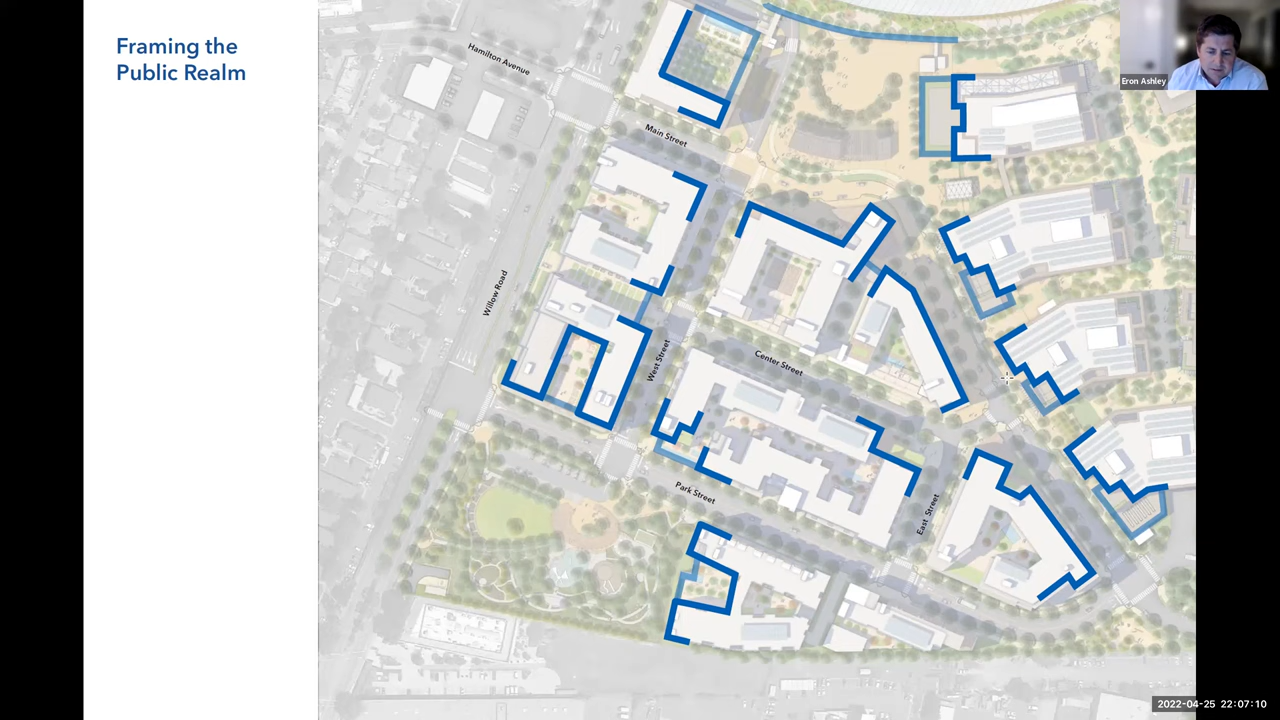 Framing the
Public Realm
Hamilton Avenue
Main Street
Willow Road
West Street
Center Street
Park Street
East Street
Eron Ashley
2022-04-25 22:07:10